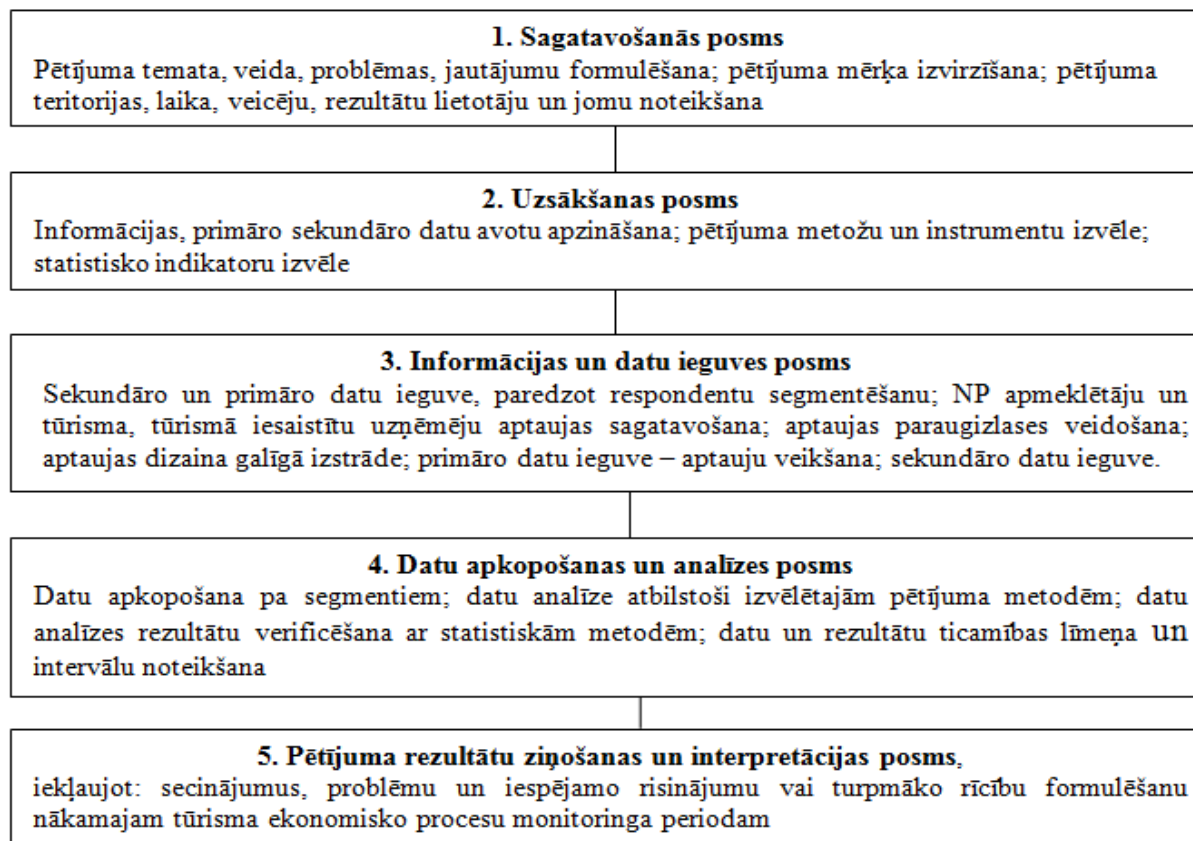 1. Sagatavošanās posms
Pētījuma temata, veida, problēmas, jautājumu formulēšana; pētījuma mērķa izvirzīšana; pētījuma
teritorijas, laika, veicēju, rezultātu lietotāju un jomu noteikšana
2. Uzsākšanas posms
Informācijas, primāro sekundāro datu avotu apzināšana; pētījuma metožu un instrumentu izvēle;
statistisko indikatoru izvēle
3. Informācijas un datu ieguves posms
Sekundāro un primāro datu ieguve, paredzot respondentu segmentēšanu; NP apmeklētāju un
tūrisma, tūrismā iesaistītu uzņēmēju aptaujas sagatavošana; aptaujas paraugizlases veidošana;
aptaujas dizaina galīgā izstrāde; primāro datu ieguve – aptauju veikšana; sekundāro datu ieguve.
4. Datu apkopošanas un analīzes posms
Datu apkopošana pa segmentiem; datu analīze atbilstoši izvēlētajām pētījuma metodēm; datu
analīzes rezultātu verificēšana ar statistiskām metodēm; datu un rezultātu ticamības līmeņa un
intervālu noteikšana
5. Pētījuma rezultātu ziņošanas un interpretācijas posms,
iekļaujot: secinājumus, problēmu un iespējamo risinājumu vai turpmāko rīcību formulēšanu
nākamajam tūrisma ekonomisko procesu monitoringa periodam